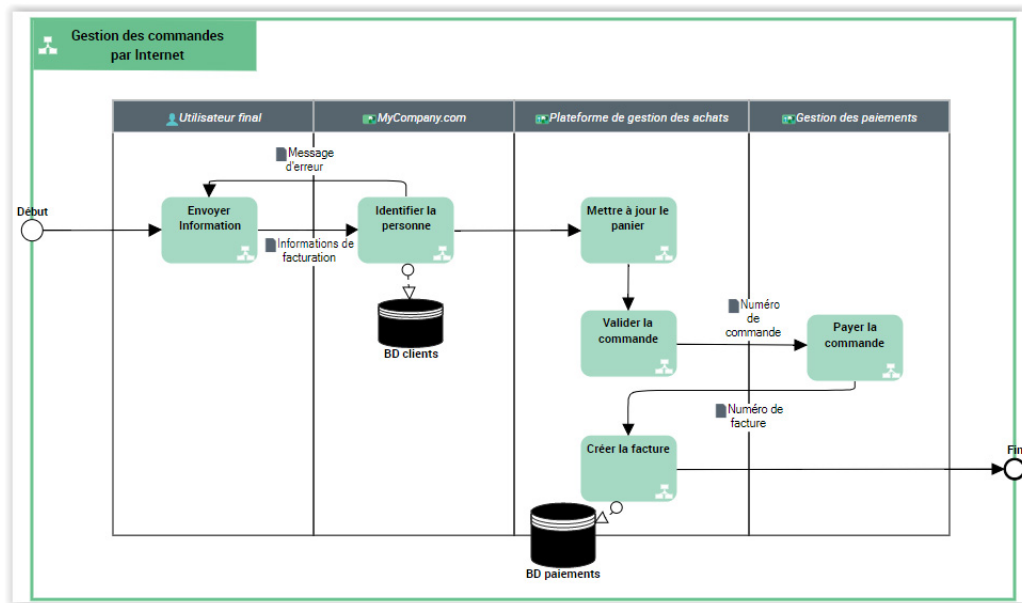 Gestion des commandes
par Internet
Utilisateur final
MyCompany.com
Plateforme de gestion des achats
Gestion des paiements
Message
d'erreur
Début
Envoyer
Information
Informations de
facturation
Identifier la
personne
BD clients
Mettre à jour le
panier
Valider la
commande
Numéro
de
commande
Payer la
commande
Numéro de
facture
Créer la facture
Fin
BD paiements